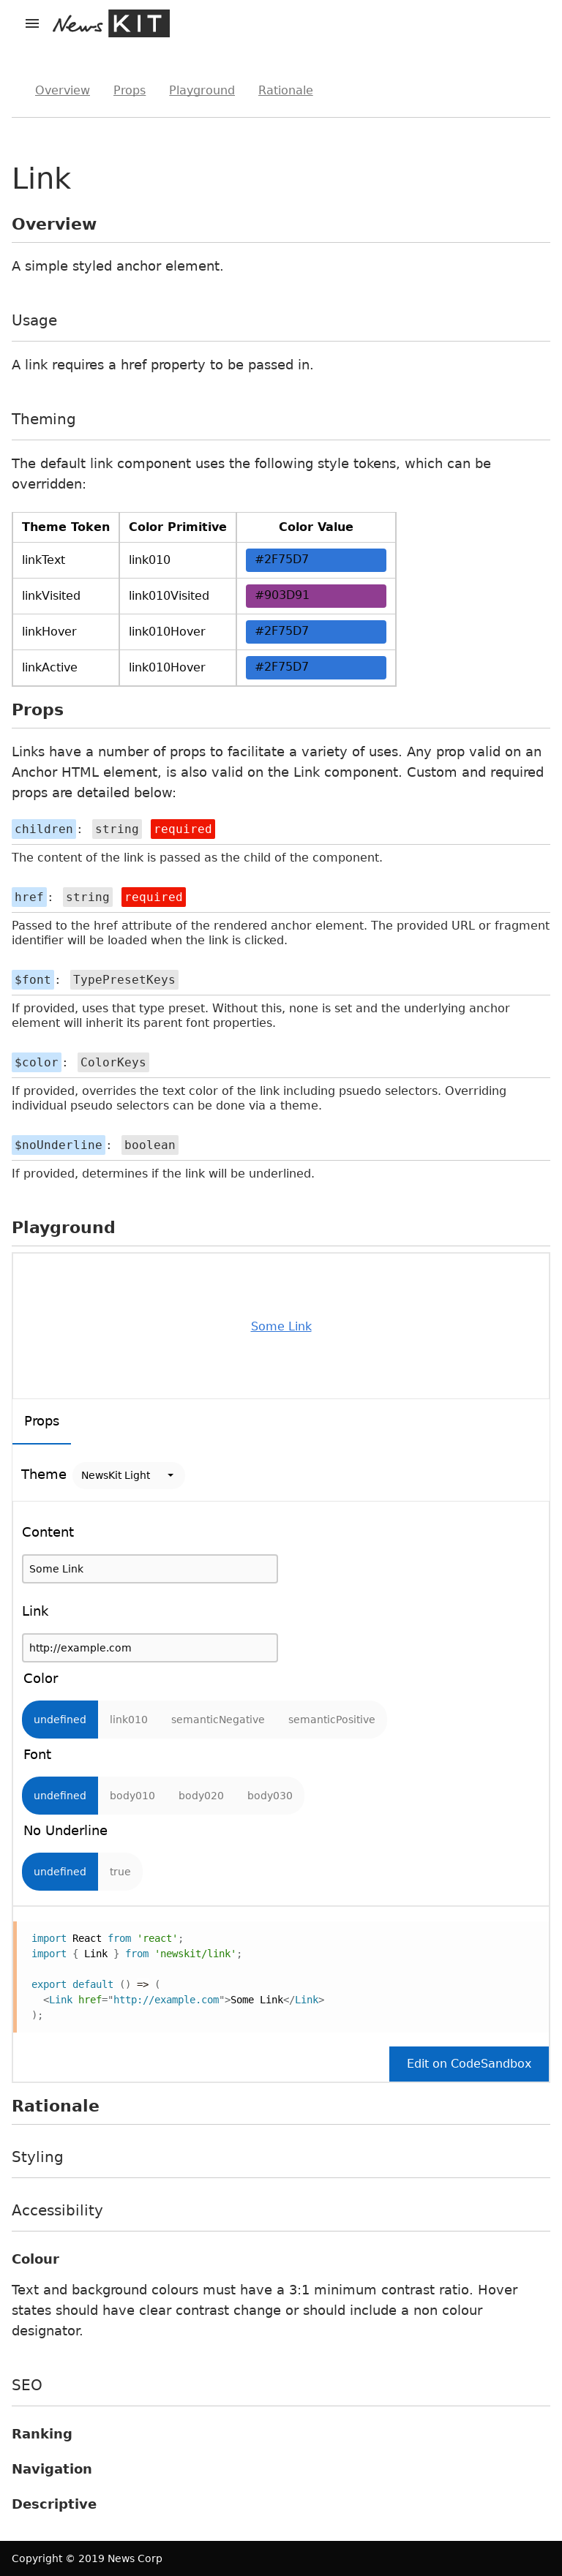 News KIT
Overview Props Playground Rationale
Link
Overview
A simple styled anchor element.
Usage
A link requires a href property to be passed in.
Theming
The default link component uses the following style tokens, which can be
overridden:
Theme Token Color Primitive Color Value
linkText link010 #2F75D7
linkVisited link010Visited #903D91
linkHover link010Hover #2F75D7
linkActive link010Hover #2F75D7
Props
Links have a number of props to facilitate a variety of uses. Any prop valid on an
Anchor HTML element, is also valid on the Link component. Custom and required
props are detailed below:
children: string required
The content of the link is passed as the child of the component.
href: string required
Passed to the href attribute of the rendered anchor element. The provided URL or fragment
identifier will be loaded when the link is clicked.
$font: TypePresetKeys
If provided, uses that type preset. Without this, none is set and the underlying anchor
element will inherit its parent font properties.
$color: ColorKeys
If provided, overrides the text color of the link including psuedo selectors. Overriding
individual pseudo selectors can be done via a theme.
$noUnderline: boolean
If provided, determines if the link will be underlined.
Playground
Some Link
Props
Theme NewsKit Light
Content
Some Link
Link
http://example.com
Color
undefined link010 semanticNegative semanticPositive
Font
undefined body010 body020 body030
No Underline
undefined true
import React from 'react';
import { Link } from 'newskit/link';
export default () => (
<Link href="http://example.com">Some Link</Link>
);
Edit on CodeSandbox
Rationale
Styling
Accessibility
Colour
Text and background colours must have a 3:1 minimum contrast ratio. Hover
states should have clear contrast change or should include a non colour
designator.
SEO
Ranking
Navigation
Descriptive
Copyright © 2019 News Corp